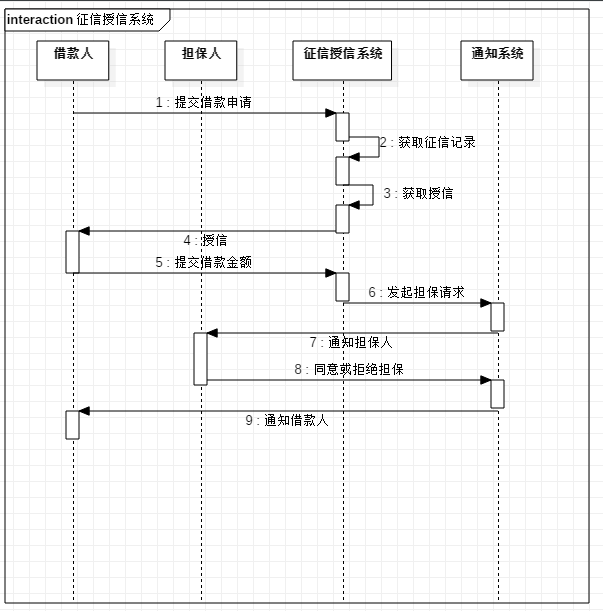 interaction 征信授信系统
借款人
担保人
征信授信系统
通知系统
1 : 提交借款申请
2 : 获取征信记录
3 : 获取授信
4 : 授信
5 : 提交借款金额
6 : 发起担保请求
7 : 通知担保人
8 : 同意或拒绝担保
9 : 通知借款人